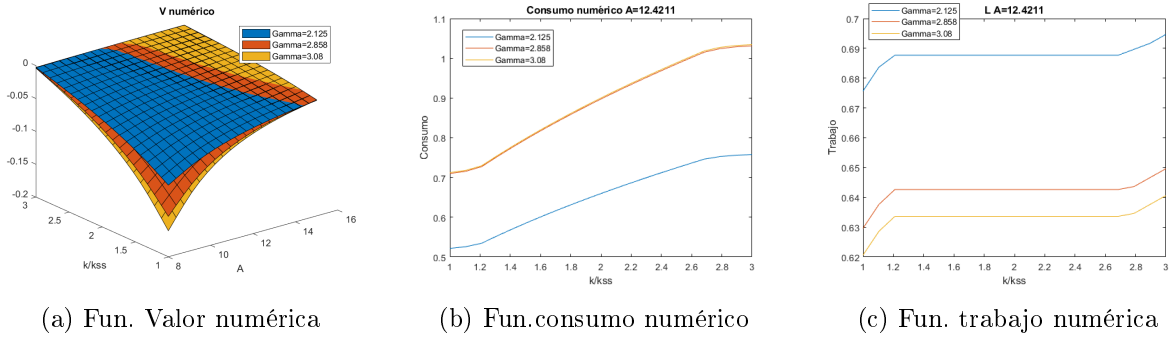 V numérico
Gamma=2.125
Gamma=2.858
Gamma=3.08
0
-0.05
-0.1
-0.15
-0.2
3
2.5
2
1.5
1
k/kss
8
10
12
14
16
A
(a) Fun. Valor numérica
Consumo numèrico A=12.4211
Gamma=2.125
Gamma=2.858
Gamma=3.08
1.1
1
0.9
0.8
0.7
0.6
0.5
Consumo
1 1.2 1.4 1.6 1.8 2 2.2 2.4 2.6 2.8 3
k/kss
(b) Fun.consumo numérico
L A=12.4211
Gamma=2.125
Gamma=2.858
Gamma=3.08
0.7
0.69
0.68
0.67
0.66
0.65
0.64
0.63
0.62
Trabajo
1 1.2 1.4 1.6 1.8 2 2.2 2.4 2.6 2.8 3
k/kss
(c) Fun. trabajo numérica